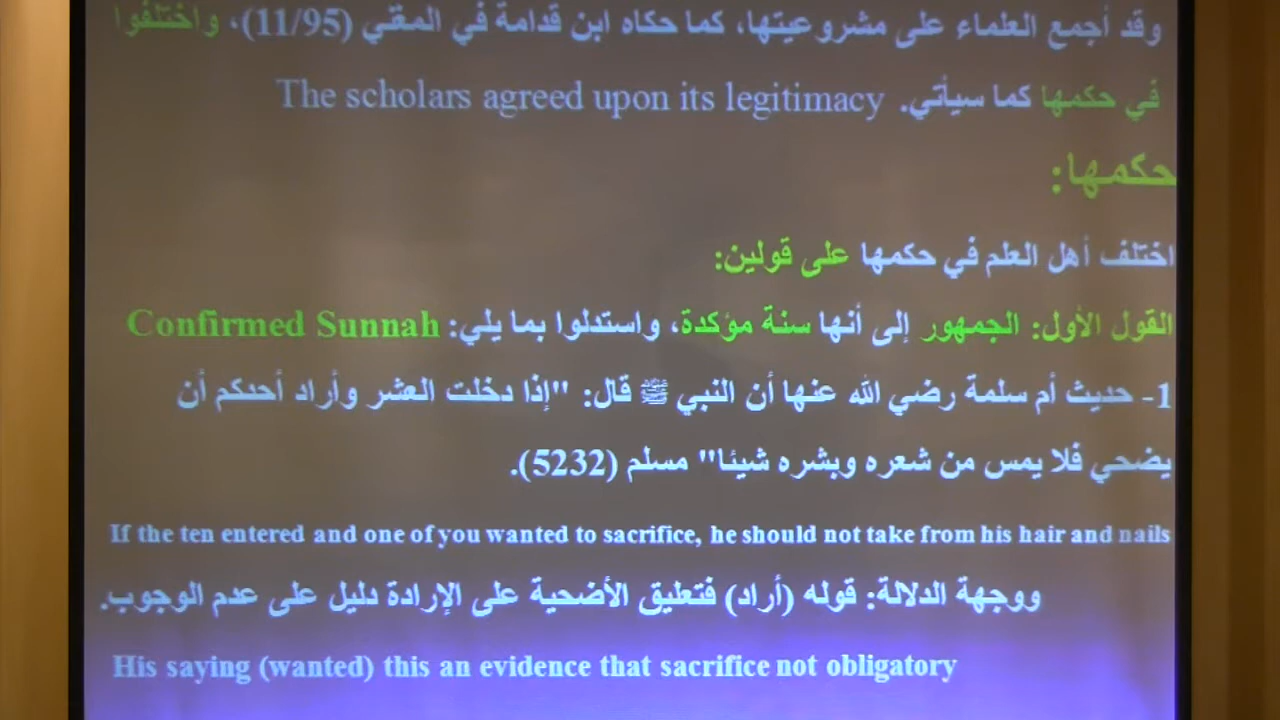 وقد أجمع العلماء على مشروعيتها، كما حكاه ابن قدامة في المقني (11/95)، واختلفوا
في حكمها كما سيأتي. The scholars agreed upon its legitimacy
حكمها:
اختلف أهل العلم في حكمها على قولين:
القول الأول: الجمهور إلى أنها سنة مؤكدة، واستدلوا بما يلي: Confirmed Sunnah
1- حديث أم سلمة رضي الله عنها أن النبي ﷺ قال: "إذا دخلت العشر وأراد أحدكم أن
يضحي فلا يمس من شعره وبشره شيئا" مسلم (5232).
If the ten entered and one of you wanted to sacrifice, he should not take from his hair and nails
ووجهة الدلالة: قوله (أراد) فتعليق الأضحية على الإرادة دليل على عدم الوجوب.
His saying (wanted) this an evidence that sacrifice not obligatory